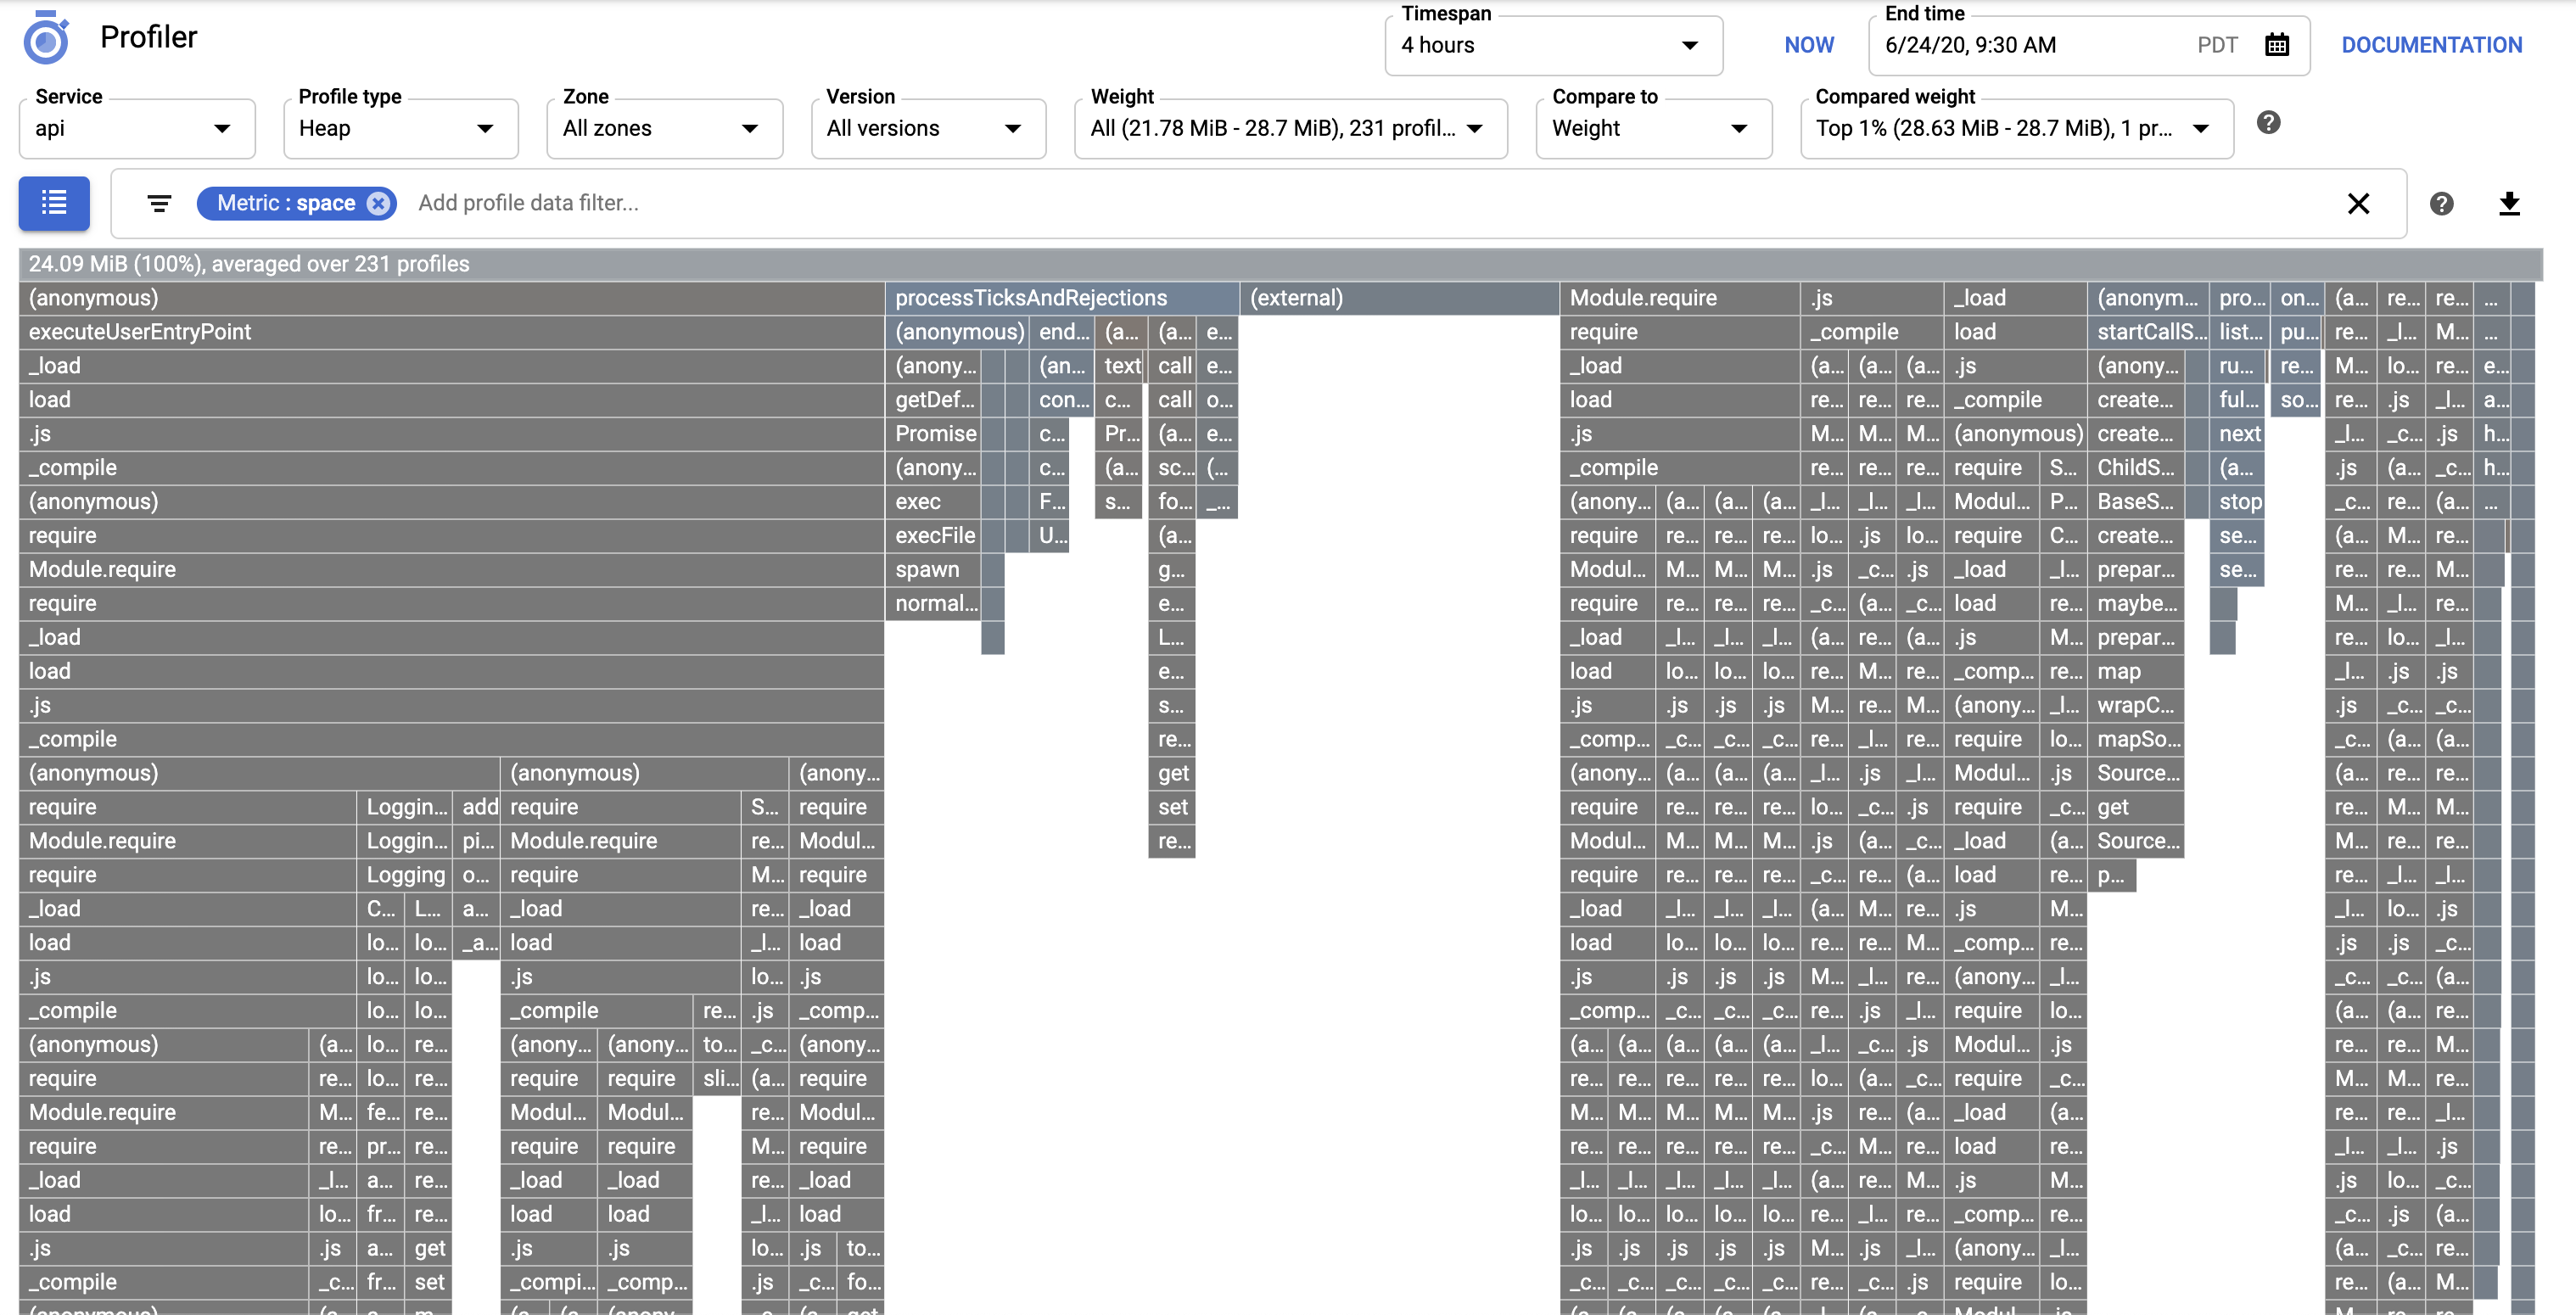 Profiler
Timespan
4 hours
NOW
End time
6/24/20, 9:30 AM PDT
DOCUMENTATION
Service
api
Profile type
Heap
Zone
All zones
Version
All versions
Weight
All (21.78 MiB - 28.7 MiB), 231 profil...
Compare to
Weight
Compared weight
Top 1% (28.63 MiB - 28.7 MiB), 1 pr...
Metric : space
Add profile data filter...
24.09 MiB (100%), averaged over 231 profiles
(anonymous) processTicksAndRejections (external) Module.require .js _load (anonym... pro... on... (a... re... re... ...
executeUserEntryPoint (anonymous) end... (a... (a... e... require _compile load startCallS... list... pu... re... _l... M... ...
_load (anony... (an... text call e... _load (a... (a... (a... .js (anony... ru... re... M... lo... re... e...
load getDef... con... c... call o... load re... re... re... _compile create... ful... so... re... .js _l... a...
.js Promise c... Pr... (a... e... .js M... M... M... (anonymous) create... next _l... _c... .js h...
_compile (anony... c... (a... sc... (... _compile re... re... re... require S... ChildS... (a... .js (a... _c... h...
(anonymous) exec F... s... fo... _... (anony... (a... (a... (a... _l... _l... _l... Modul... P... BaseS... stop _c... re... (a... ...
require execFile U... (a... require re... re... re... lo... .js lo... require C... create... se... (a... M... re...
Module.require spawn g... Modul... M... M... M... .js _c... .js _load _l... prepar... se... re... re... M...
require normal... e... require re... re... re... _c... (a... _c... load re... maybe... M... _l... re...
_load L... _load _l... _l... _l... (a... re... (a... .js M... prepar... re... lo... _l...
load e... load lo... lo... lo... re... M... re... _comp... re... map _l... .js .js
.js s... .js .js .js .js M... re... M... (anony... _l... wrapC... .js _c... _c...
_compile re... _comp... _c... _c... _c... re... _l... re... require lo... mapSo... _c... (a... (a...
(anonymous) (anonymous) (anony... get (anony... (a... (a... (a... _l... .js _l... Modul... .js Source... (a... re... re...
require Loggin... add require S... require set require re... re... re... lo... _c... .js require _c... get re... M... M...
Module.require Loggin... pi... Module.require re... Modul... re... Modul... M... M... M... .js (a... _c... _load (a... Source... M... re... re...
require Logging o... require M... require require re... re... re... _c... re... (a... load re... p... re... _l... _l...
_load C... L... a... _load re... _load _load _l... _l... _l... (a... M... re... .js M... _l... lo... .js
load lo... lo... _a... load _l... load load lo... lo... lo... re... re... M... _comp... re... .js .js _c...
.js lo... lo... .js lo... .js .js .js .js .js M... _l... re... (anony... _l... _c... _c... (a...
_compile lo... lo... _compile re... .js _comp... _comp... _c... _c... _c... re... .js _l... require lo... (a... (a... re...
(anonymous) (a... lo... re... (anony... (anony... to... _c... (anony... (a... (a... (a... (a... (a... _l... _c... .js Modul... .js re... re... M...
require re... lo... re... require require sli... (a... require re... re... re... re... re... lo... (a... _c... require _c... M... M... re...
Module.require M... fe... re... Modul... Modul... re... Modul... M... M... M... M... M... .js re... (a... _load (a... re... re... _l...
require re... pr... re... require require M... require re... re... re... re... re... _c... M... re... load re... _l... _l... .js
_load _l... a... re... _load _load re... _load _l... _l... _l... _l... _l... (a... re... M... .js M... .js lo... _c...
load lo... fr... re... load load _l... load lo... lo... lo... lo... lo... re... _l... re... _comp... re... _c... .js (a...
.js .js a... get .js .js lo... .js to... .js .js .js .js .js M... .js _l... (anony... _l... (a... _c... re...
_compile _c... fr... set _compi... _comp... .js _c... fo... _c... _c... _c... _c... _c... re... _c... .js require lo... re... (a... M...